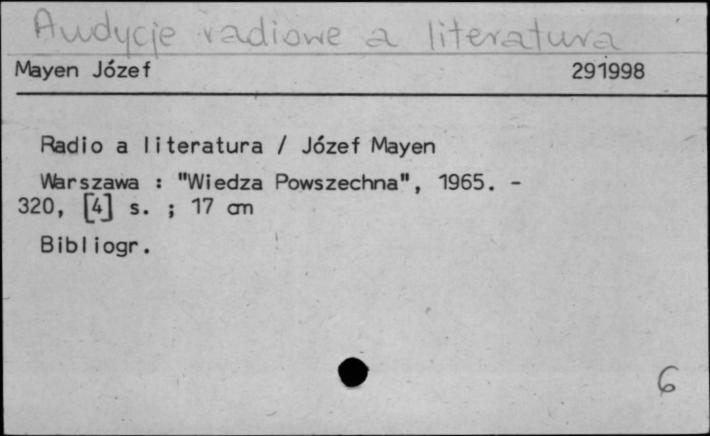 Audycje radiowe a literatura
Mayen Józef 291998
Radio a literatura / Józef Mayen
Warszawa : "Wiedza Powszechna", 1965. -
320, [4] s. ; 17 cm
Bibliogr.
6